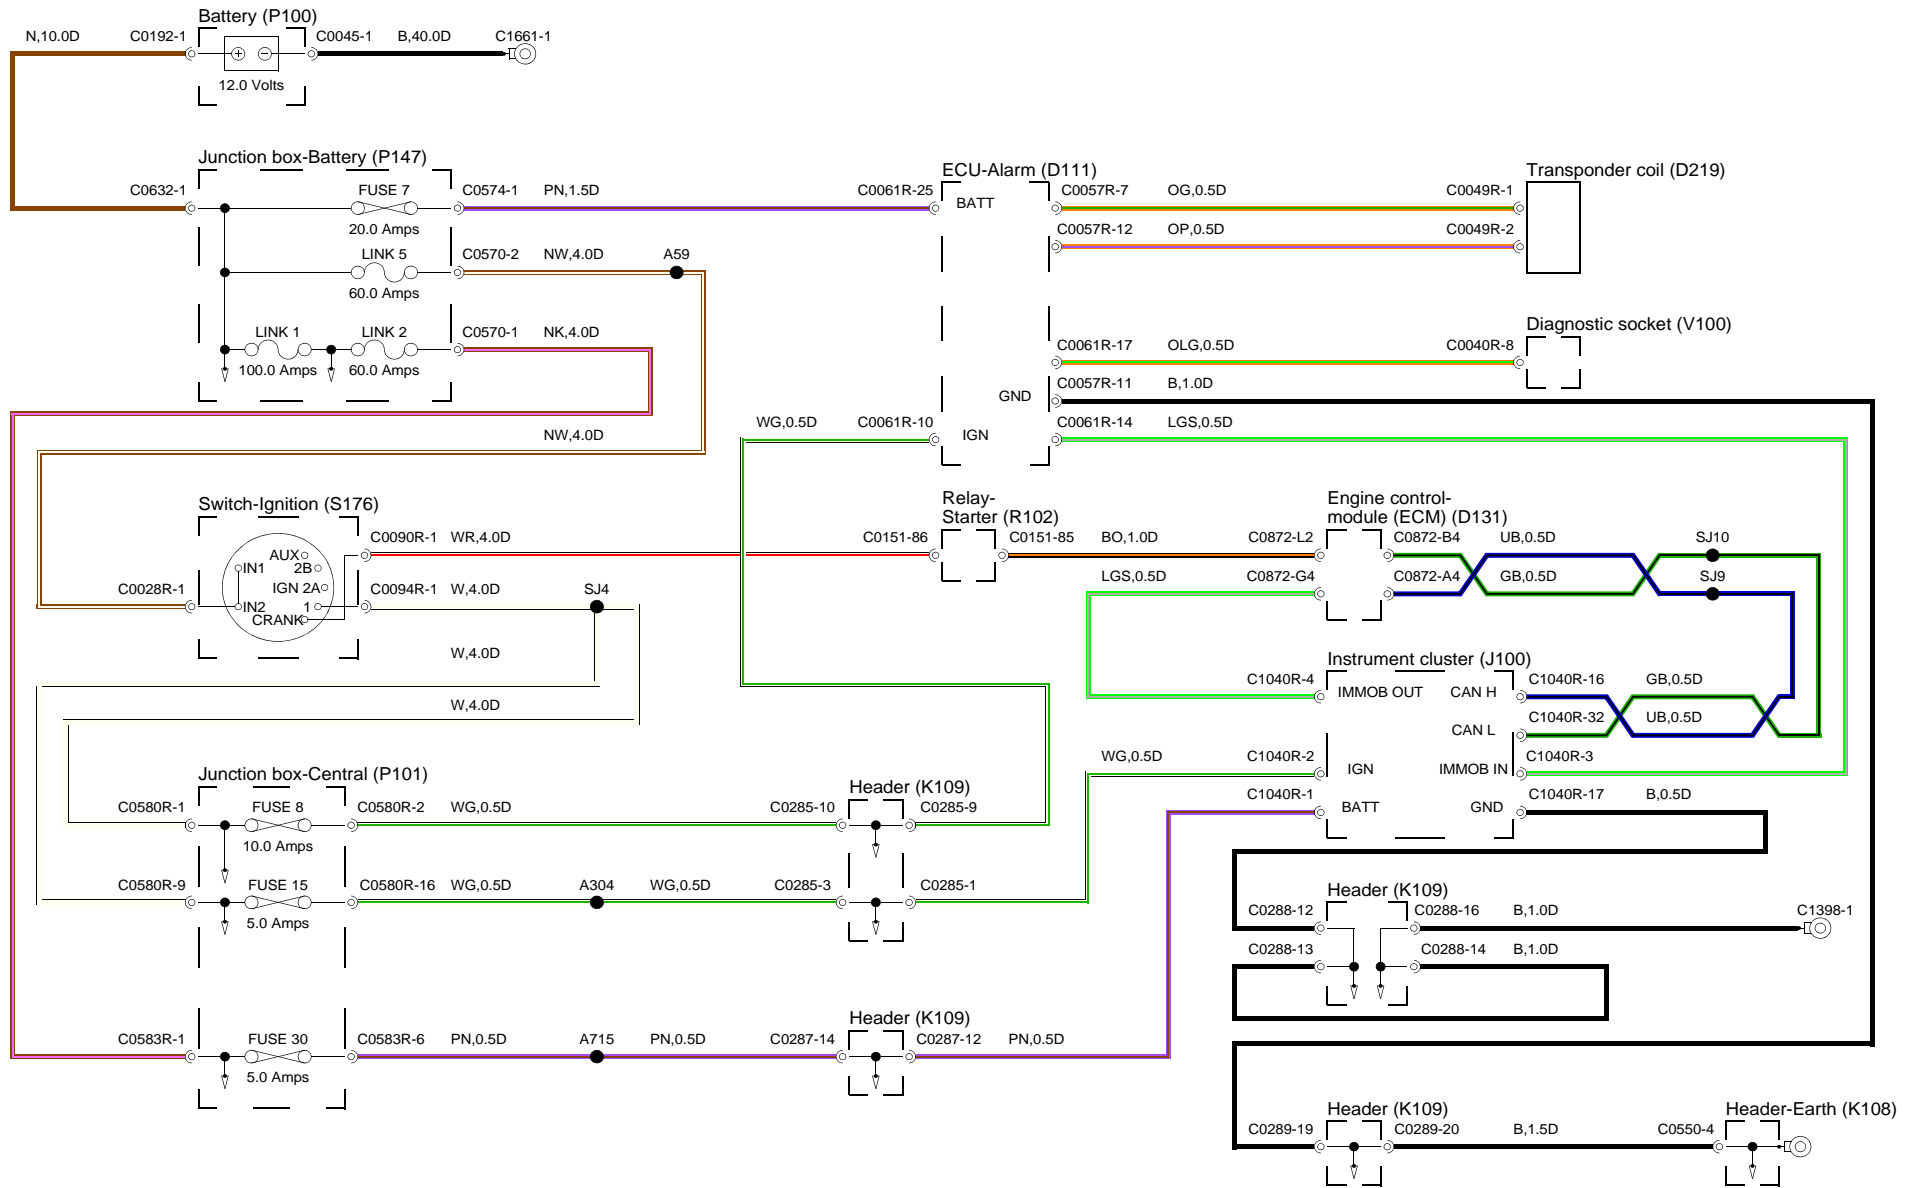 Battery (P100)
N,10.0D
C0192-1
C0045-1
B,40.0D
C1661-1
+
−
12.0 Volts
Junction box-Battery (P147)
C0632-1
FUSE 7
20.0 Amps
C0574-1
PN,1.5D
LINK 5
60.0 Amps
C0570-2
NW,4.0D
A59
LINK 1
100.0 Amps
LINK 2
60.0 Amps
C0570-1
NK,4.0D
NW,4.0D
ECU-Alarm (D111)
C0061R-25
BATT
C0057R-7
OG,0.5D
C0049R-1
C0057R-12
OP,0.5D
C0049R-2
Transponder coil (D219)
C0061R-17
OLG,0.5D
C0040R-8
Diagnostic socket (V100)
GND
C0057R-11
B,1.0D
WG,0.5D
C0061R-10
IGN
C0061R-14
LGS,0.5D
Switch-Ignition (S176)
C0028R-1
AUX
IN1
2B
IGN 2A
IN2
1
CRANK
C0090R-1
WR,4.0D
C0094R-1
W,4.0D
SJ4
W,4.0D
W,4.0D
Relay-
Starter (R102)
C0151-86
C0151-85
BO,1.0D
C0872-L2
LGS,0.5D
C0872-G4
Engine control-
module (ECM) (D131)
C0872-B4
UB,0.5D
SJ10
C0872-A4
GB,0.5D
SJ9
Instrument cluster (J100)
C1040R-4
IMMOB OUT
CAN H
C1040R-16
GB,0.5D
CAN L
C1040R-32
UB,0.5D
WG,0.5D
C1040R-2
IGN
IMMOB IN
C1040R-3
C1040R-1
BATT
GND
C1040R-17
B,0.5D
Junction box-Central (P101)
C0580R-1
FUSE 8
10.0 Amps
C0580R-2
WG,0.5D
C0285-10
Header (K109)
C0285-9
C0580R-9
FUSE 15
5.0 Amps
C0580R-16
WG,0.5D
A304
WG,0.5D
C0285-3
C0285-1
Header (K109)
C0288-12
C0288-16
B,1.0D
C1398-1
C0288-13
C0288-14
B,1.0D
C0583R-1
FUSE 30
5.0 Amps
C0583R-6
PN,0.5D
A715
PN,0.5D
C0287-14
Header (K109)
C0287-12
PN,0.5D
Header (K109)
C0289-19
C0289-20
B,1.5D
C0550-4
Header-Earth (K108)